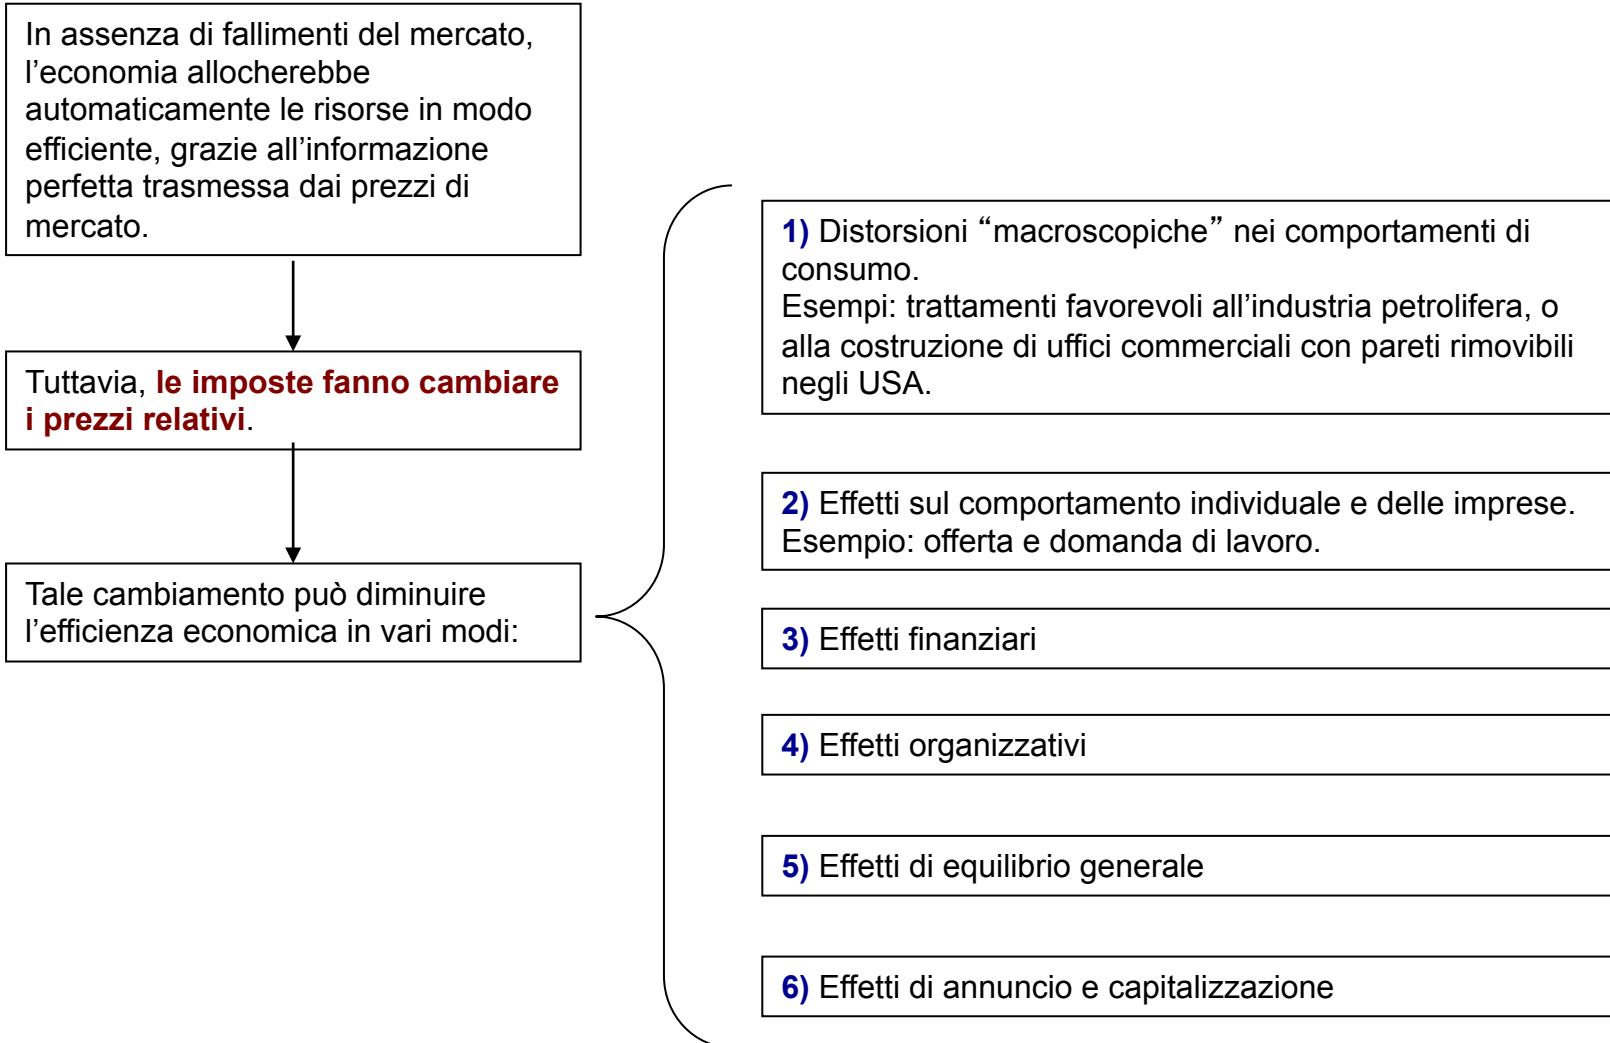 In assenza di fallimenti del mercato,
l’economia allocherebbe
automaticamente le risorse in modo
efficiente, grazie all’informazione
perfetta trasmessa dai prezzi di
mercato.
Tuttavia, le imposte fanno cambiare
i prezzi relativi.
Tale cambiamento può diminuire
l’efficienza economica in vari modi:
1) Distorsioni “macroscopiche” nei comportamenti di
consumo.
Esempi: trattamenti favorevoli all’industria petrolifera, o
alla costruzione di uffici commerciali con pareti rimovibili
negli USA.
2) Effetti sul comportamento individuale e delle imprese.
Esempio: offerta e domanda di lavoro.
3) Effetti finanziari
4) Effetti organizzativi
5) Effetti di equilibrio generale
6) Effetti di annuncio e capitalizzazione